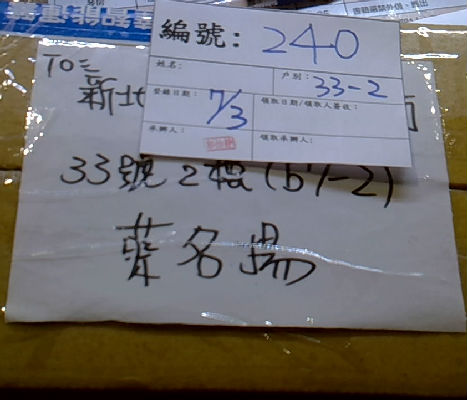 編號: 240
姓名:
戶別: 33-2
登錄日期: 7/3
領取日期/領取人簽收:
承辦人:
領取承辦人:
TO:
新北
33號2樓(b7-2)
葉名揚